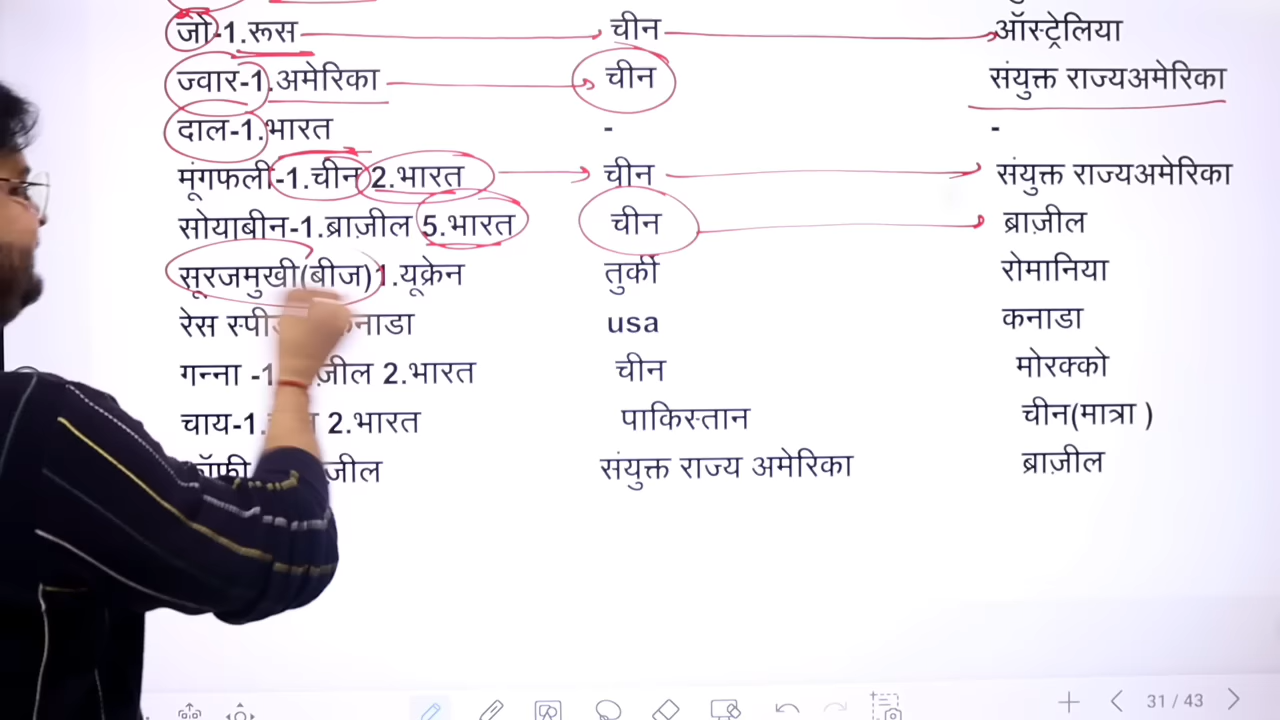 जो-1.रूस चीन ऑस्ट्रेलिया
ज्वार-1.अमेरिका चीन संयुक्त राज्यअमेरिका
दाल-1.भारत - -
मूंगफली-1.चीन 2.भारत चीन संयुक्त राज्यअमेरिका
सोयाबीन-1.ब्राज़ील 5.भारत चीन ब्राज़ील
सूरजमुखी(बीज)1.यूक्रेन तुर्की रोमानिया
रेस usa कनाडा
गन्ना -1. 2.भारत चीन मोरक्को
चाय-1. 2.भारत पाकिस्तान चीन(मात्रा )
संयुक्त राज्य अमेरिका ब्राज़ील
31 / 43